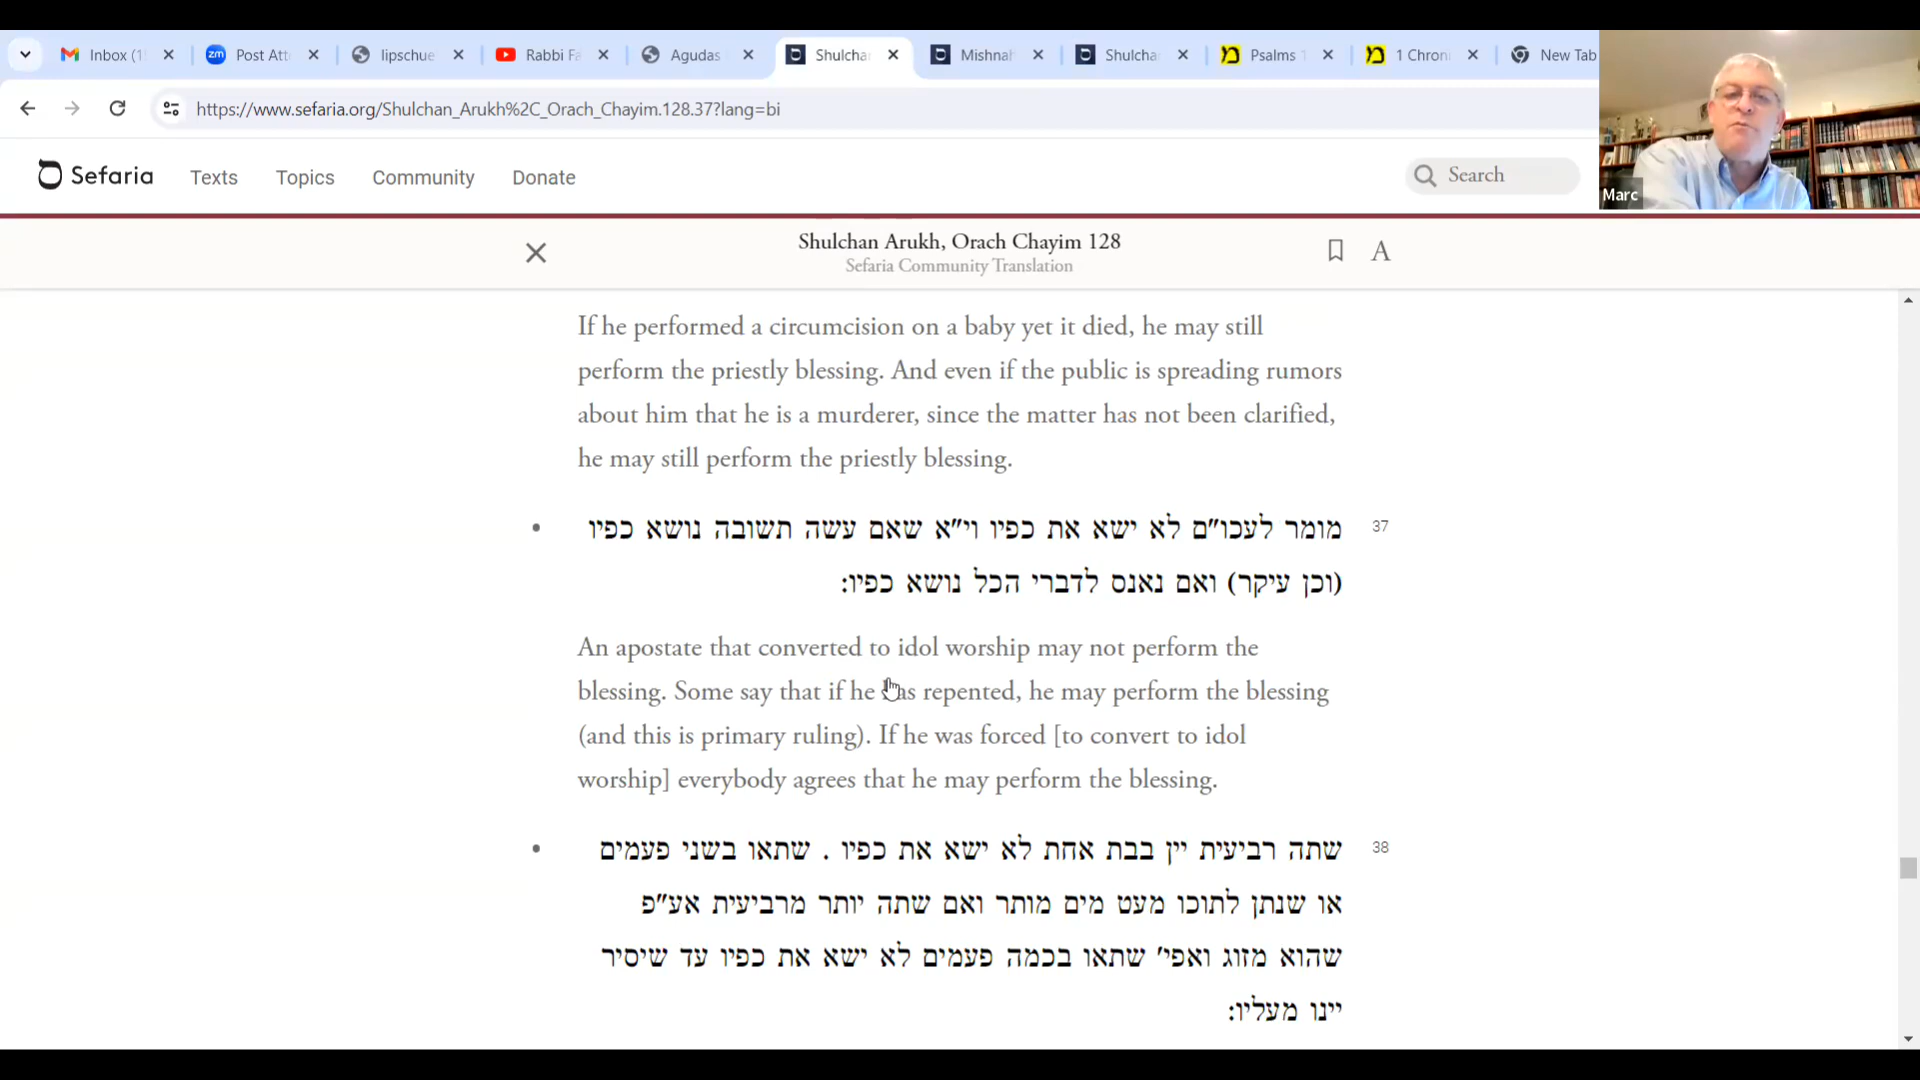 Inbox (1
Post Att
lipschue
Rabbi Fa
Agudas
Shulcha
Mishnah
Shulcha
Psalms 1
1 Chroni
New Tab
https://www.sefaria.org/Shulchan_Arukh%2C_Orach_Chayim.128.37?lang=bi
Sefaria
Texts
Topics
Community
Donate
Search
Marc
Shulchan Arukh, Orach Chayim 128
Sefaria Community Translation
A
If he performed a circumcision on a baby yet it died, he may still
perform the priestly blessing. And even if the public is spreading rumors
about him that he is a murderer, since the matter has not been clarified,
he may still perform the priestly blessing.
37
מומר לעכו"ם לא ישא את כפיו וי"א שאם עשה תשובה נושא כפיו
(וכן עיקר) ואם נאנס לדברי הכל נושא כפיו:
An apostate that converted to idol worship may not perform the
blessing. Some say that if he has repented, he may perform the blessing
(and this is primary ruling). If he was forced [to convert to idol
worship] everybody agrees that he may perform the blessing.
38
שתה רביעית יין בבת אחת לא ישא את כפיו . שתאו בשני פעמים
או שנתן לתוכו מעט מים מותר ואם שתה יותר מרביעית אע"פ
שהוא מזוג ואפי' שתאו בכמה פעמים לא ישא את כפיו עד שיסיר
יינו מעליו: